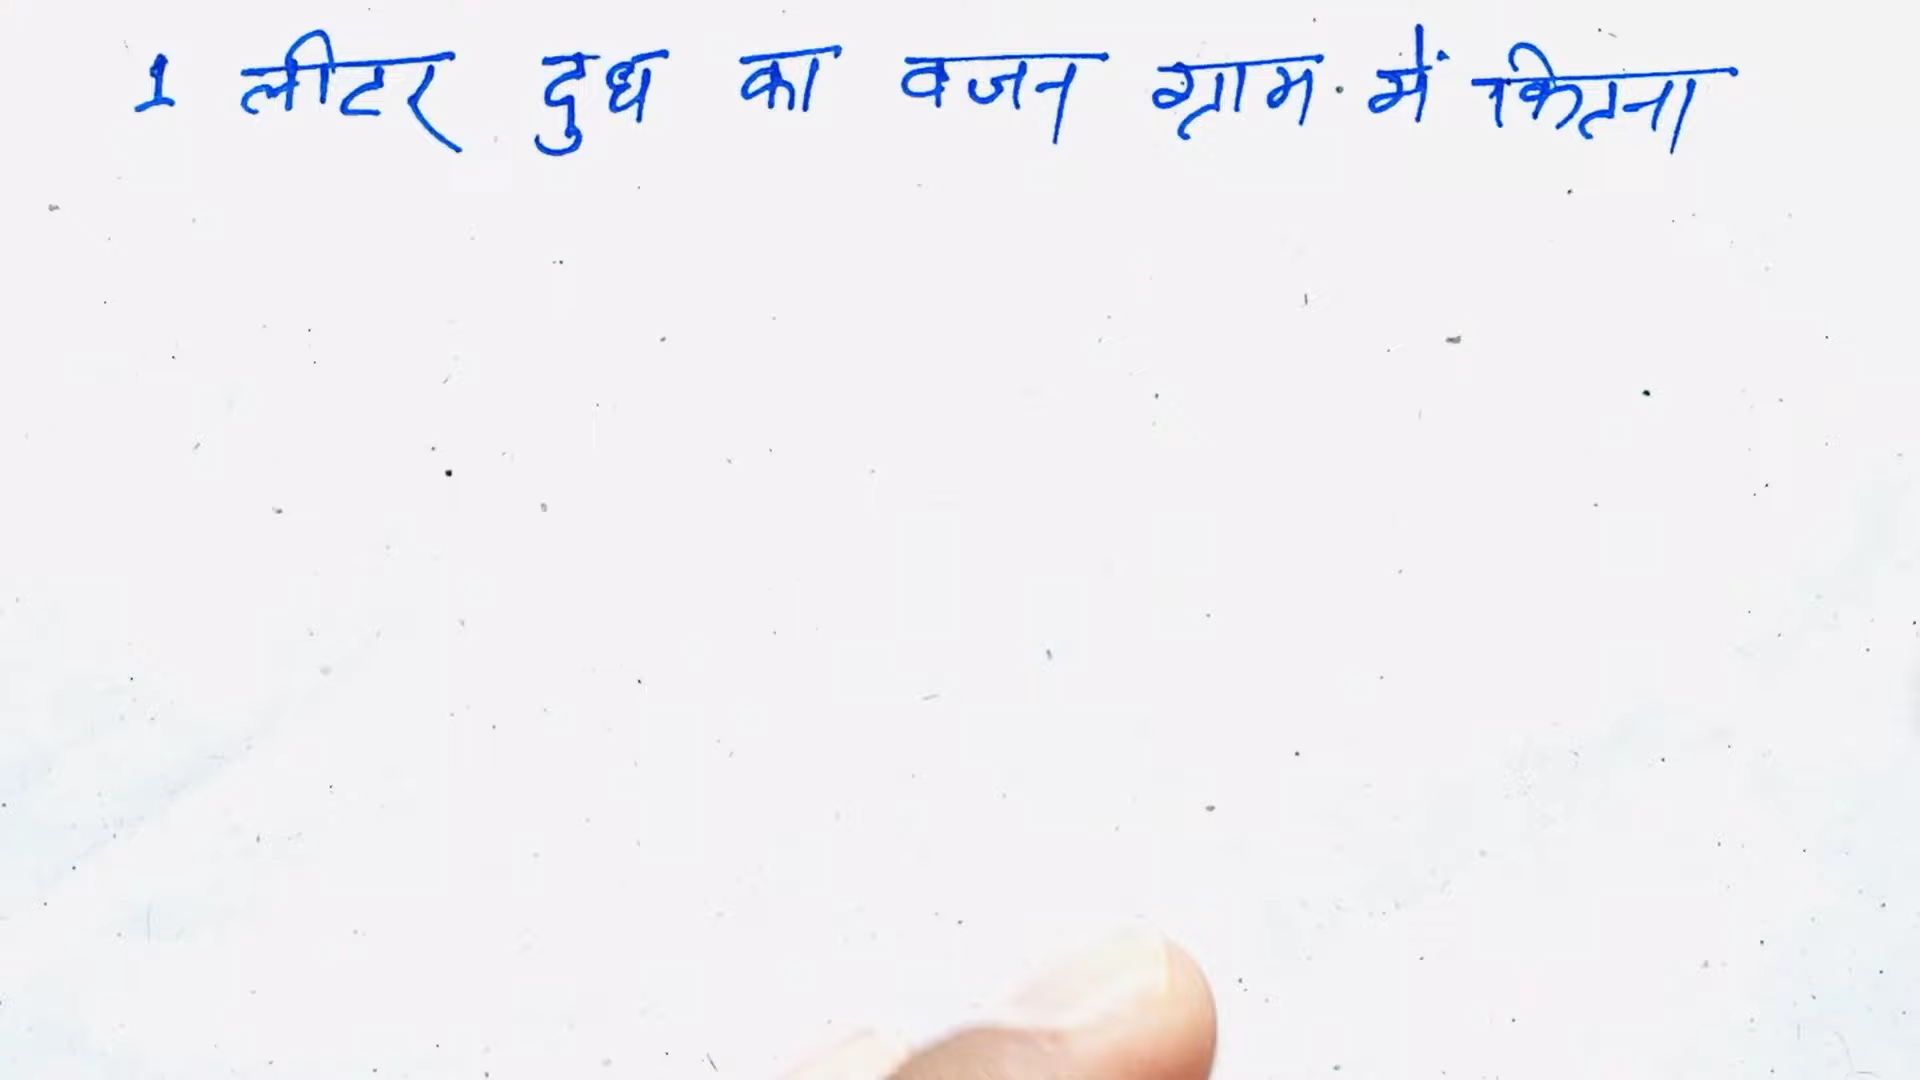 1 लीटर दुध का वजन ग्राम में कितना